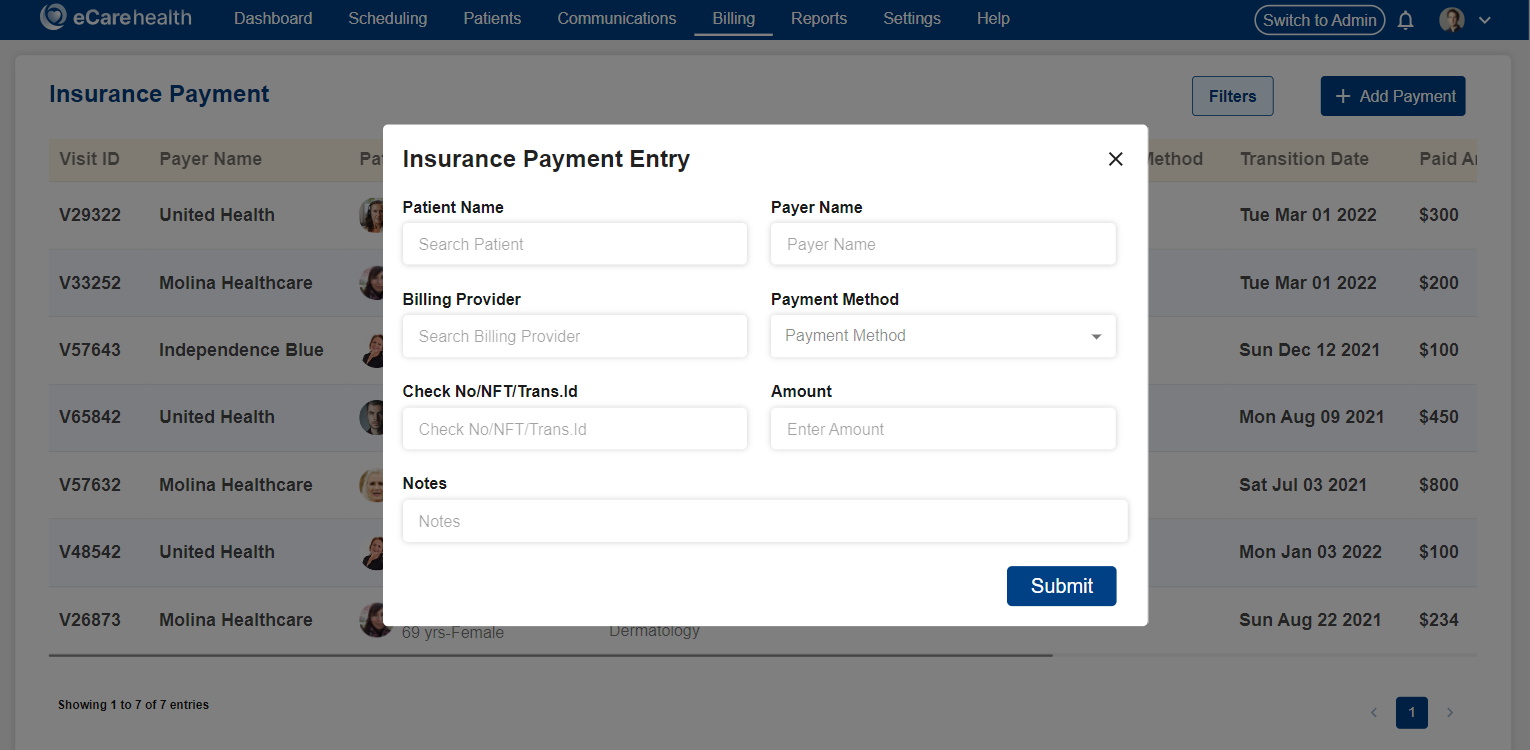 eCarehealth Dashboard Scheduling Patients Communications Billing Reports Settings Help Switch to Admin
Insurance Payment Filters + Add Payment
Insurance Payment Entry
Visit ID Payer Name Method Transition Date Paid
Patient Name Payer Name
V29322 United Health Tue Mar 01 2022 $300
Search Patient Payer Name
V33252 Molina Healthcare Tue Mar 01 2022 $200
Billing Provider Payment Method
Search Billing Provider Payment Method
V57643 Independence Blue Sun Dec 12 2021 $100
Check No/NFT/Trans.Id Amount
V65842 United Health Mon Aug 09 2021 $450
Check No/NFT/Trans.Id Enter Amount
Notes
V57632 Molina Healthcare Sat Jul 03 2021 $800
Notes
V48542 United Health Mon Jan 03 2022 $100
Submit
V26873 Molina Healthcare Sun Aug 22 2021 $234
69 yrs-Female Dermatology
Showing 1 to 7 of 7 entries < 1 >